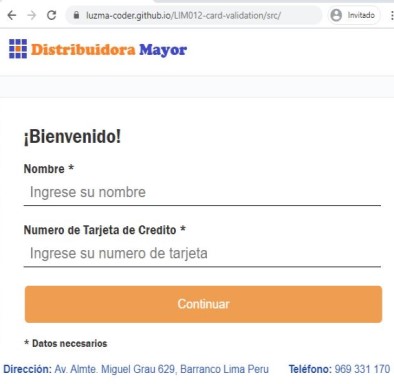 luzma-coder.github.io/LIM012-card-validation/src/
Invitado
Distribuidora Mayor
¡Bienvenido!
Nombre *
Ingrese su nombre
Numero de Tarjeta de Credito *
Ingrese su numero de tarjeta
Continuar
* Datos necesarios
Dirección: Av. Almte. Miguel Grau 629, Barranco Lima Peru Teléfono: 969 331 170